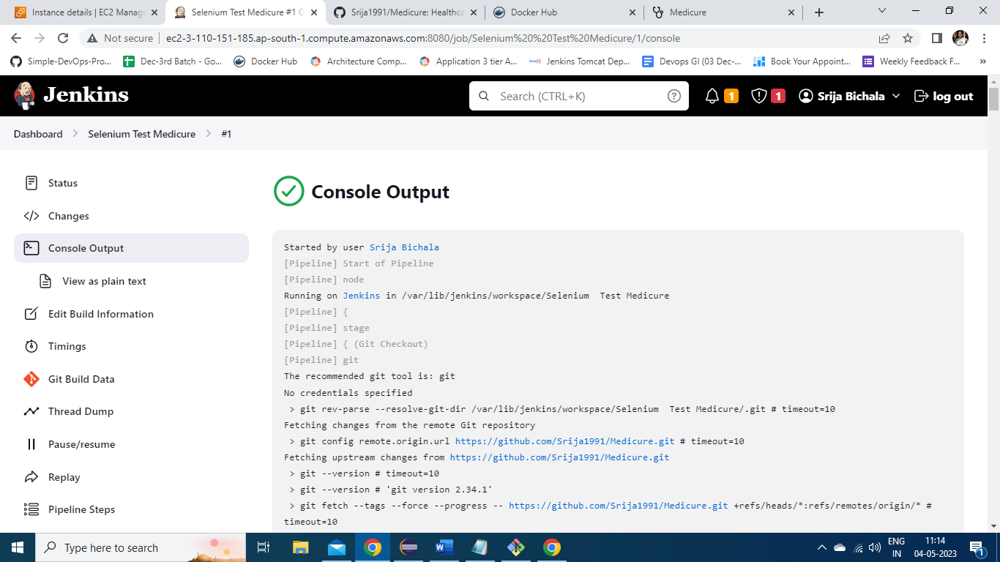 Instance details | EC2 Manag
Selenium Test Medicure #1 C
Srija1991/Medicure: Healthca
Docker Hub
Medicure
Not secure
ec2-3-110-151-185.ap-south-1.compute.amazonaws.com:8080/job/Selenium%20%20Test%20Medicure/1/console
Simple-DevOps-Pro...
Dec-3rd Batch - Go...
Docker Hub
Architecture Comp...
Application 3 tier A...
Jenkins Tomcat Dep...
Devops GI (03 Dec-...
Book Your Appoint...
Weekly Feedback F...
»
Jenkins
Search (CTRL+K)
1
1
Srija Bichala
log out
Dashboard
Selenium Test Medicure
#1
Status
Changes
Console Output
View as plain text
Edit Build Information
Timings
Git Build Data
Thread Dump
Pause/resume
Replay
Pipeline Steps
Console Output
Started by user Srija Bichala
[Pipeline] Start of Pipeline
[Pipeline] node
Running on Jenkins in /var/lib/jenkins/workspace/Selenium  Test Medicure
[Pipeline] {
[Pipeline] stage
[Pipeline] { (Git Checkout)
[Pipeline] git
The recommended git tool is: git
No credentials specified
 > git rev-parse --resolve-git-dir /var/lib/jenkins/workspace/Selenium  Test Medicure/.git # timeout=10
Fetching changes from the remote Git repository
 > git config remote.origin.url https://github.com/Srija1991/Medicure.git # timeout=10
Fetching upstream changes from https://github.com/Srija1991/Medicure.git
 > git --version # timeout=10
 > git --version # 'git version 2.34.1'
 > git fetch --tags --force --progress -- https://github.com/Srija1991/Medicure.git +refs/heads/*:refs/remotes/origin/* #
timeout=10
Type here to search
ENG
IN
11:14
04-05-2023
1